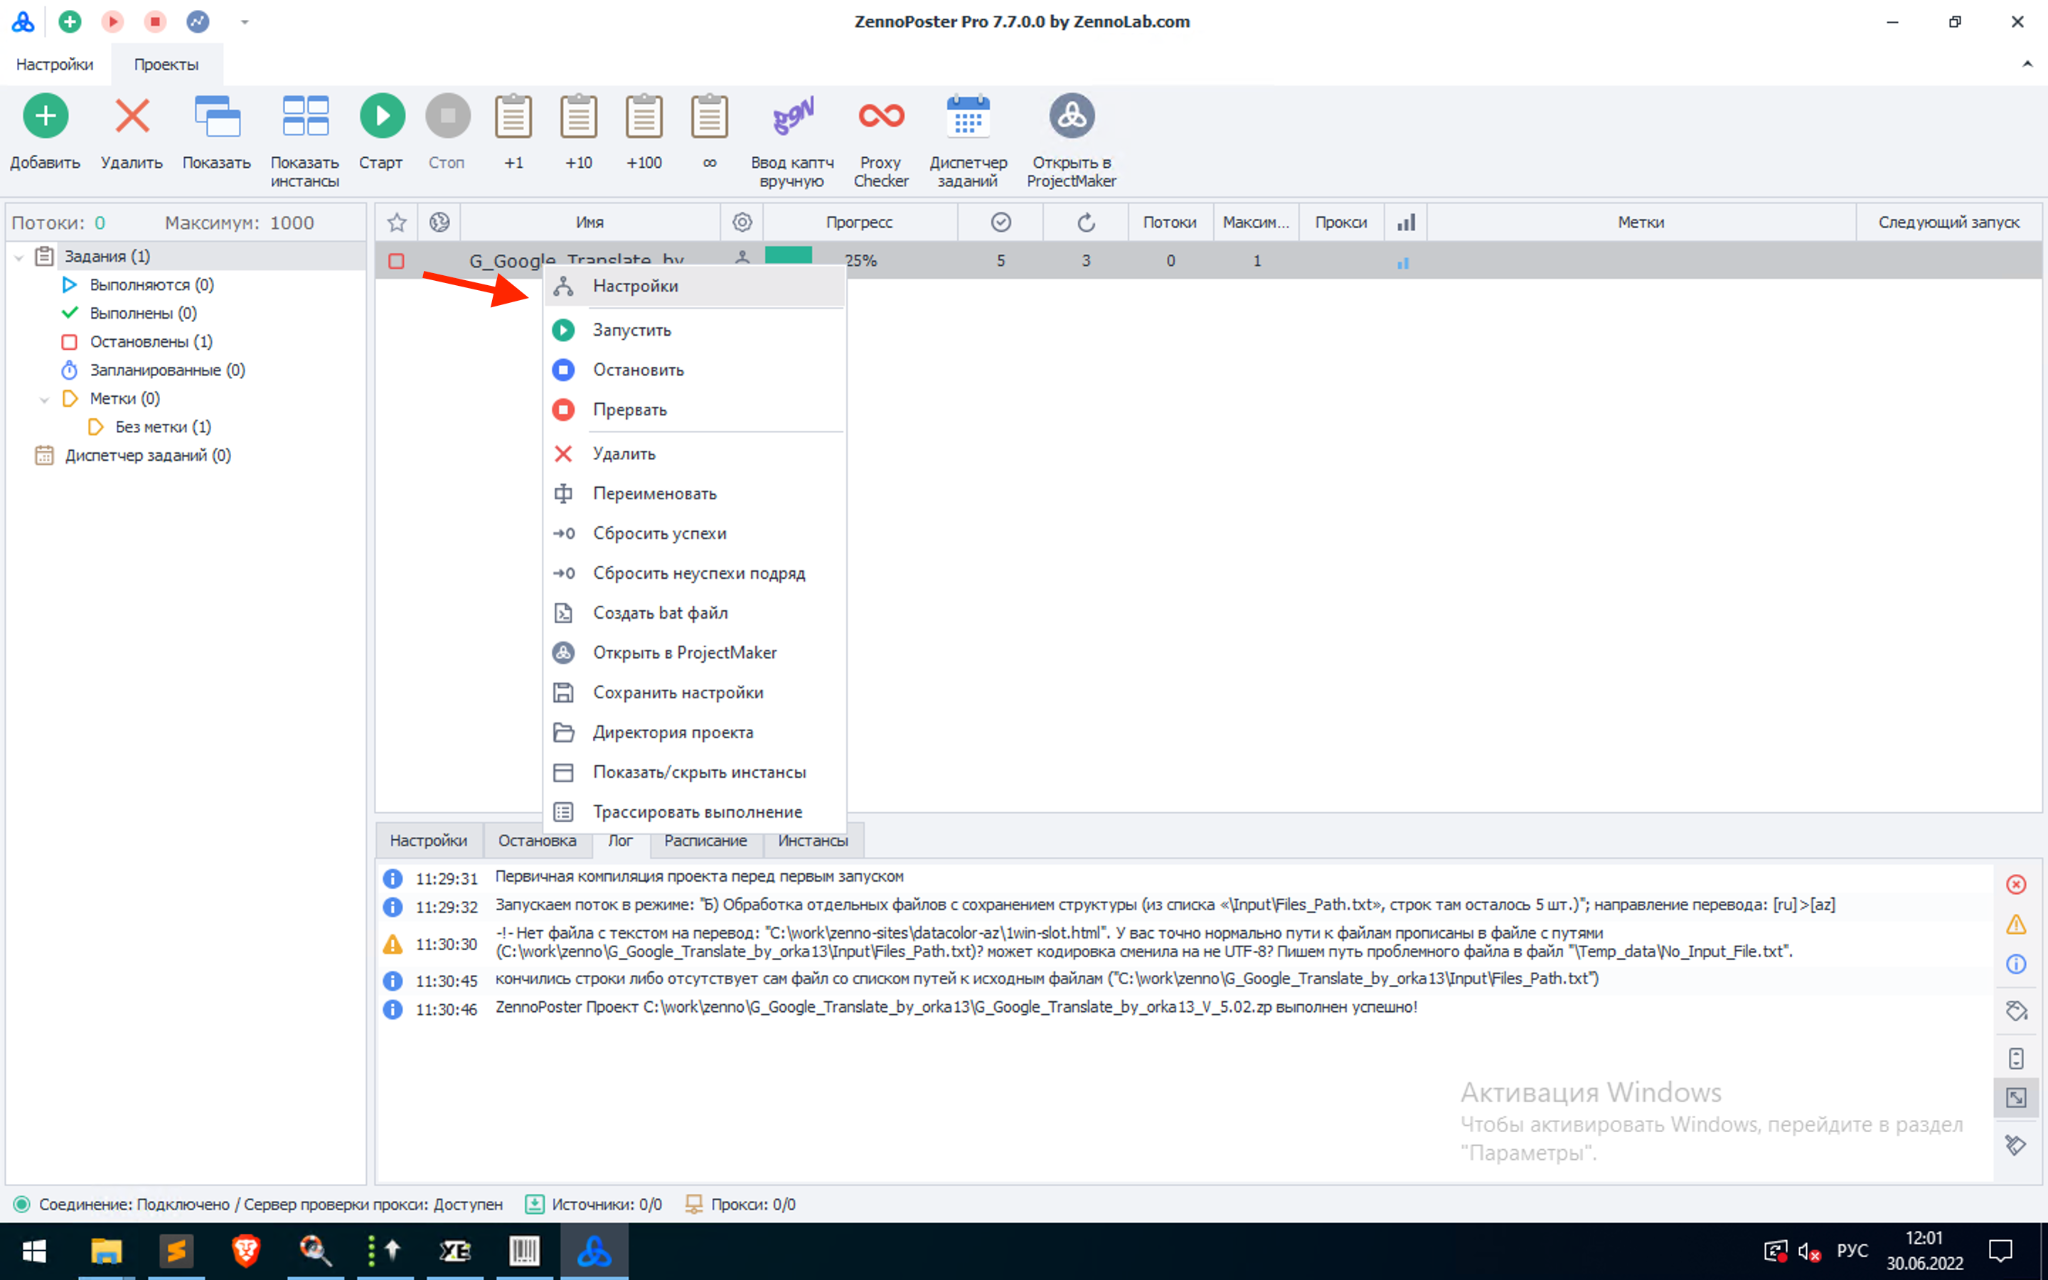 ZennoPoster Pro 7.7.0.0 by ZennoLab.com
Настройки
Проекты
Добавить
Удалить
Показать
Показать
инстансы
Старт
Стоп
+1
+10
+100
∞
Ввод каптч
вручную
Proxy
Checker
Диспетчер
заданий
Открыть в
ProjectMaker
Потоки: 0
Максимум: 1000
Задания (1)
Выполняются (0)
Выполнены (0)
Остановлены (1)
Запланированные (0)
Метки (0)
Без метки (1)
Диспетчер заданий (0)
Имя
Прогресс
Потоки
Максим...
Прокси
Метки
Следующий запуск
G_Google_Translate_by_
25%
5
3
0
1
Настройки
Запустить
Остановить
Прервать
Удалить
Переименовать
Сбросить успехи
Сбросить неуспехи подряд
Создать bat файл
Открыть в ProjectMaker
Сохранить настройки
Директория проекта
Показать/скрыть инстансы
Трассировать выполнение
Настройки
Остановка
Лог
Расписание
Инстансы
11:29:31 Первичная компиляция проекта перед первым запуском
11:29:32 Запускаем поток в режиме: "Б) Обработка отдельных файлов с сохранением структуры (из списка «\Input\Files_Path.txt», строк там осталось 5 шт.)"; направление перевода: [ru]>[az]
11:30:30 -!- Нет файла с текстом на перевод: "C:\work\zenno-sites\datacolor-az\1win-slot.html". У вас точно нормально пути к файлам прописаны в файле с путями
(C:\work\zenno\G_Google_Translate_by_orka13\Input\Files_Path.txt)? может кодировка сменила на не UTF-8? Пишем путь проблемного файла в файл "\Temp_data\No_Input_File.txt".
11:30:45 кончились строки либо отсутствует сам файл со списком путей к исходным файлам ("C:\work\zenno\G_Google_Translate_by_orka13\Input\Files_Path.txt")
11:30:46 ZennoPoster Проект C:\work\zenno\G_Google_Translate_by_orka13\G_Google_Translate_by_orka13_V_5.02.zp выполнен успешно!
Активация Windows
Чтобы активировать Windows, перейдите в раздел
"Параметры".
Соединение: Подключено / Сервер проверки прокси: Доступен
Источники: 0/0
Прокси: 0/0
РУС
12:01
30.06.2022